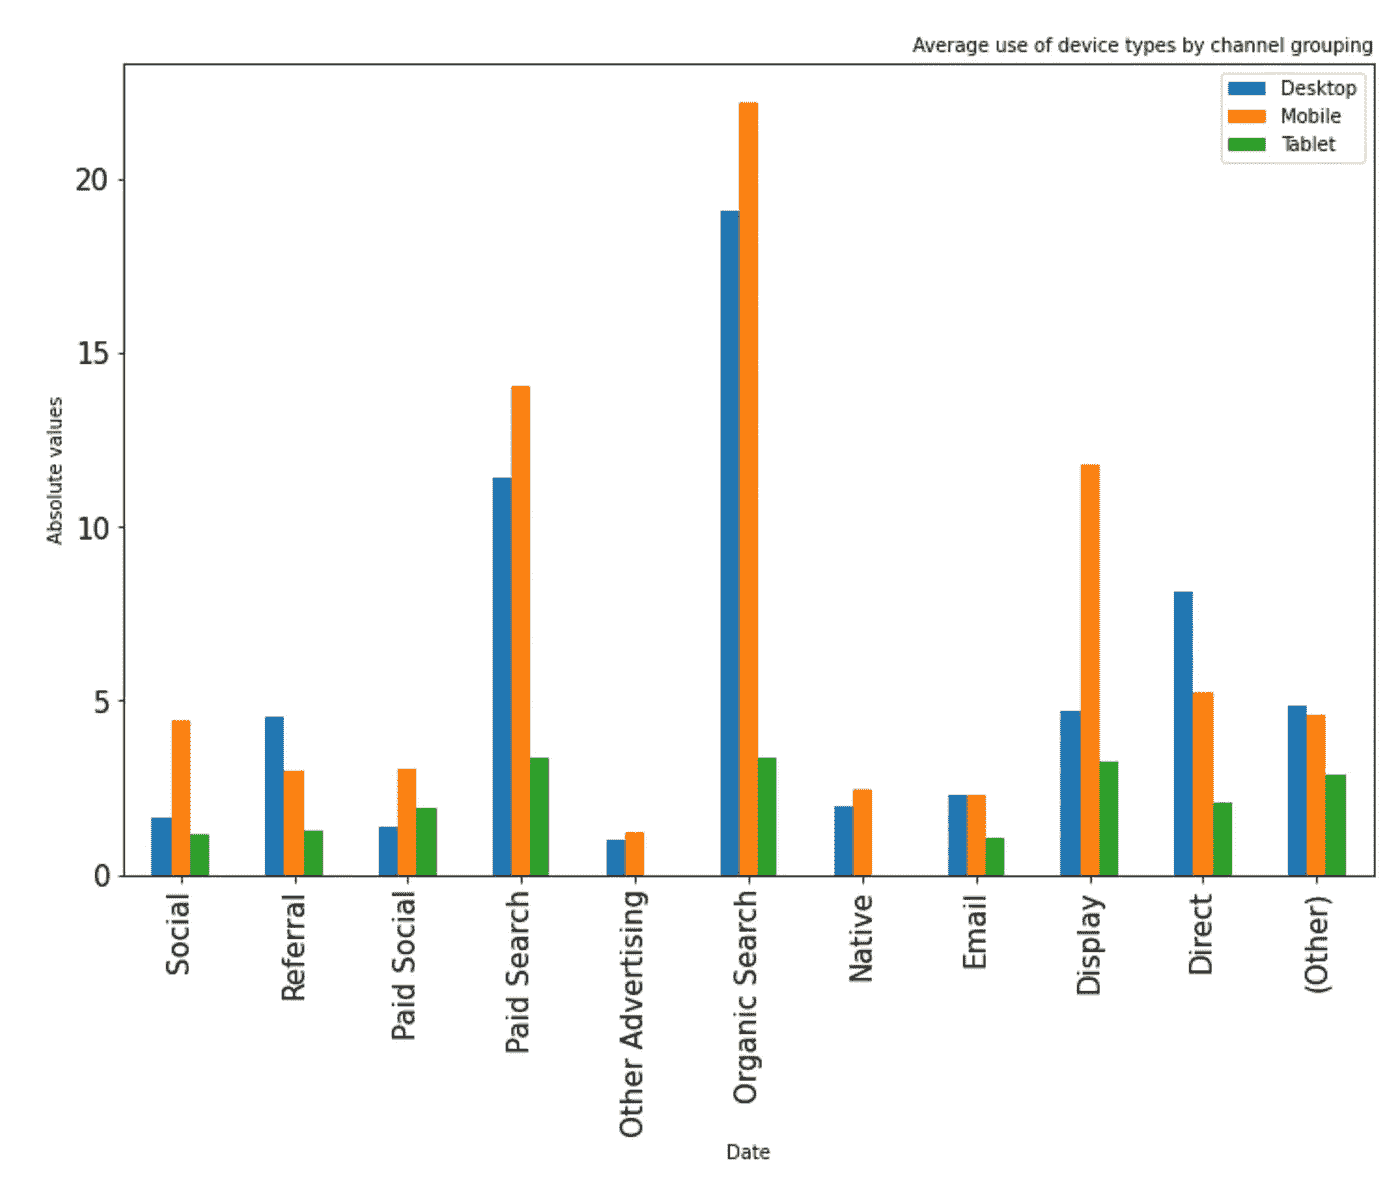 Average use of device types by channel grouping
Desktop
Mobile
Tablet
Absolute values
20
15
10
5
0
Social
Referral
Paid Social
Paid Search
Other Advertising
Organic Search
Native
Email
Display
Direct
(Other)
Date